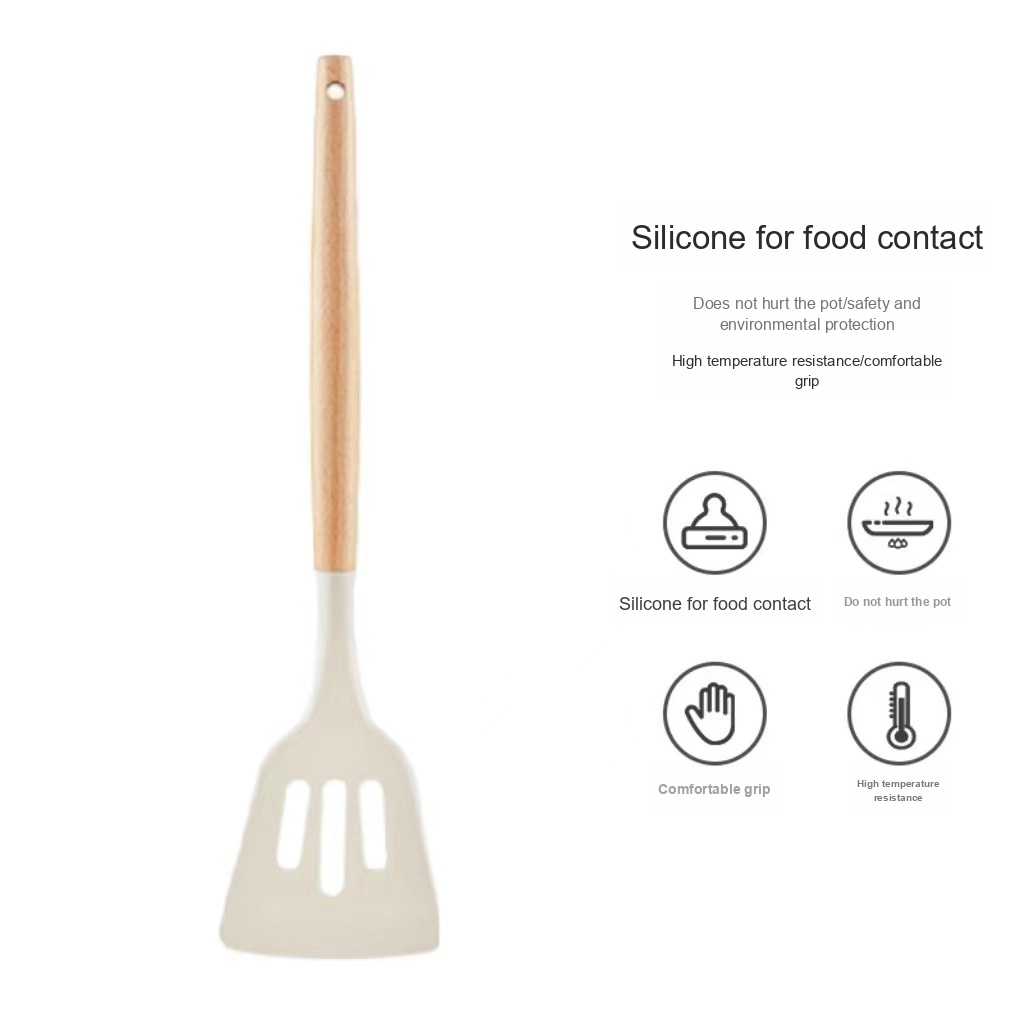 Silicone for food contact
Does not hurt the pot/safety and
environmental protection
High temperature resistance/comfortable
grip
Silicone for food contact
Do not hurt the pot
Comfortable grip
High temperature
resistance